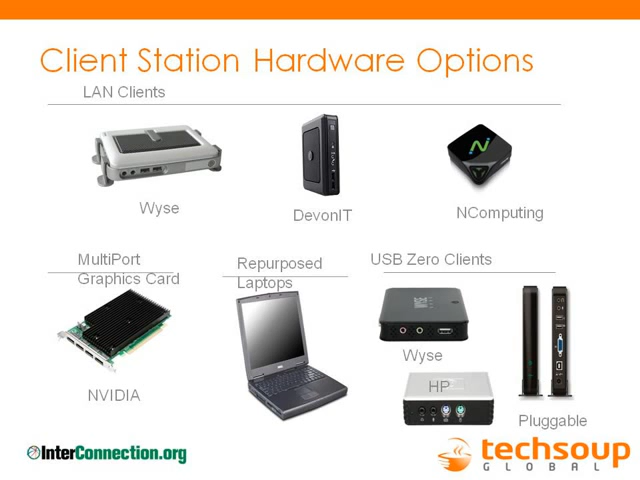 Client Station Hardware Options
LAN Clients
Wyse
DevonIT
NComputing
MultiPort
Graphics Card
NVIDIA
Repurposed
Laptops
USB Zero Clients
WYSE
Wyse
HP
Pluggable
InterConnection.org
techsoup
GLOBAL